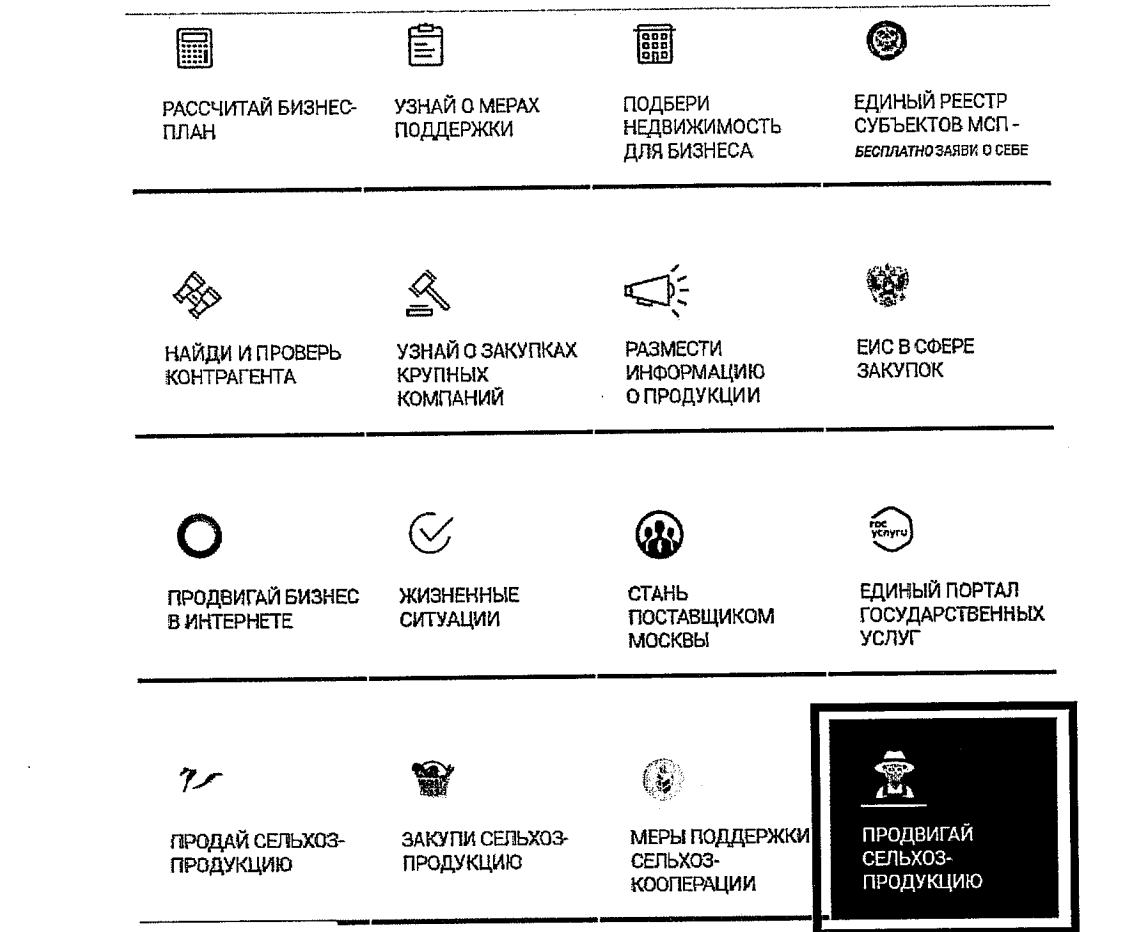 РАССЧИТАЙ БИЗНЕС-
ПЛАН
УЗНАЙ О МЕРАХ
ПОДДЕРЖКИ
ПОДБЕРИ
НЕДВИЖИМОСТЬ
ДЛЯ БИЗНЕСА
ЕДИНЫЙ РЕЕСТР
СУБЪЕКТОВ МСП -
БЕСПЛАТНО ЗАЯВИ О СЕБЕ
НАЙДИ И ПРОВЕРЬ
КОНТРАГЕНТА
УЗНАЙ О ЗАКУПКАХ
КРУПНЫХ
КОМПАНИЙ
РАЗМЕСТИ
ИНФОРМАЦИЮ
О ПРОДУКЦИИ
ЕИС В СФЕРЕ
ЗАКУПОК
ПРОДВИГАЙ БИЗНЕС
В ИНТЕРНЕТЕ
ЖИЗНЕННЫЕ
СИТУАЦИИ
СТАНЬ
ПОСТАВЩИКОМ
МОСКВЫ
гос
услуги
ЕДИНЫЙ ПОРТАЛ
ГОСУДАРСТВЕННЫХ
УСЛУГ
ПРОДАЙ СЕЛЬХОЗ-
ПРОДУКЦИЮ
ЗАКУПИ СЕЛЬХОЗ-
ПРОДУКЦИЮ
МЕРЫ ПОДДЕРЖКИ
СЕЛЬХОЗ-
КООПЕРАЦИИ
ПРОДВИГАЙ
СЕЛЬХОЗ-
ПРОДУКЦИЮ